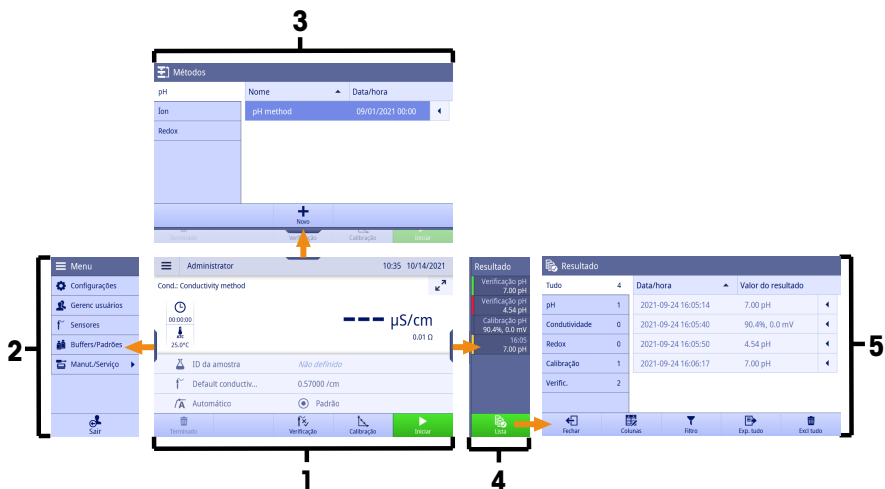 3
Métodos
pH
Nome
Data/hora
pH method
09/01/2021 00:00
Íon
Redox
Novo
Terminado
Verificação
Calibração
Iniciar
2
Menu
Configurações
Gerenc usuários
Sensores
Buffers/Padrões
Manut./Serviço
Sair
Administrator
10:35 10/14/2021
Cond.: Conductivity method
00:00:00
ATC
25.0°C
--- µS/cm
0.01 Ω
ID da amostra
Não definido
Default conductiv...
0.57000 /cm
Automático
Padrão
Terminado
Verificação
Calibração
Iniciar
1
Resultado
Verificação pH
7.00 pH
Verificação pH
4.54 pH
Calibração pH
90.4%, 0.0 mV
16:05
7.00 pH
Lista
4
Resultado
Tudo 4
Data/hora
Valor do resultado
pH 1
2021-09-24 16:05:14
7.00 pH
Condutividade 0
2021-09-24 16:05:40
90.4%, 0.0 mV
Redox 0
2021-09-24 16:05:50
4.54 pH
Calibração 1
2021-09-24 16:06:17
7.00 pH
Verific. 2
Fechar
Colunas
Filtro
Exp. tudo
Excl tudo
5